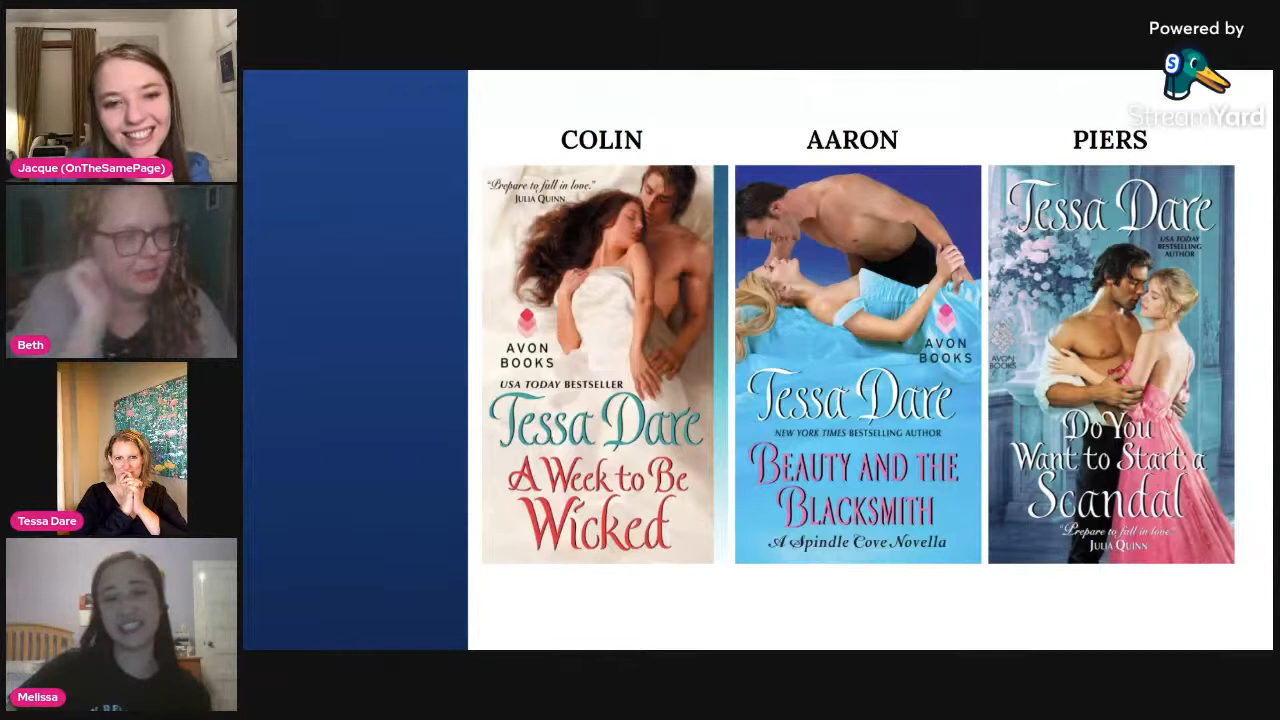 Powered by
S
StreamYard
Jacque (OnTheSamePage)
Beth
Tessa Dare
Melissa
COLIN
"Prepare to fall in love."
JULIA QUINN
AVON
BOOKS
USA TODAY BESTSELLER
Tessa Dare
A Week to Be
Wicked
AARON
AVON
BOOKS
Tessa Dare
NEW YORK TIMES BESTSELLING AUTHOR
BEAUTY AND THE
BLACKSMITH
A Spindle Cove Novella
PIERS
Tessa Dare
USA TODAY
BESTSELLING
AUTHOR
AVON
BOOKS
Do You
Want to Start a
Scandal
"Prepare to fall in love."
JULIA QUINN